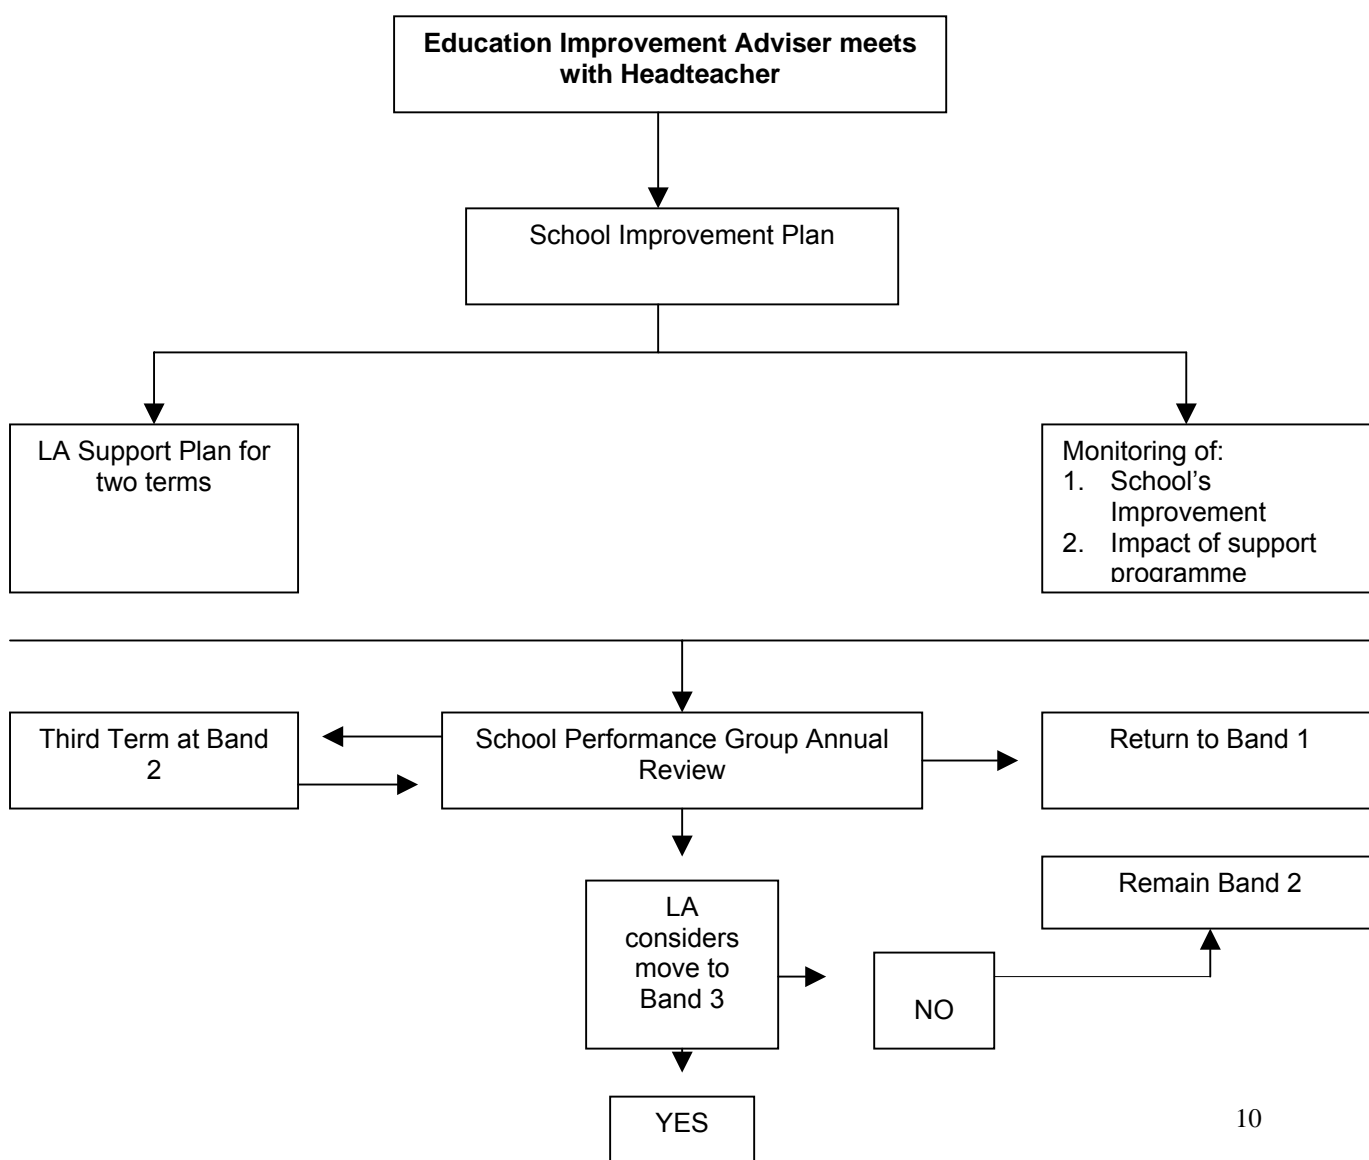 Education Improvement Adviser meets
with Headteacher
School Improvement Plan
LA Support Plan for
two terms
Monitoring of:
1. School’s
Improvement
2. Impact of support
programme
Third Term at Band
2
School Performance Group Annual
Review
Return to Band 1
Remain Band 2
LA
considers
move to
Band 3
NO
YES
10